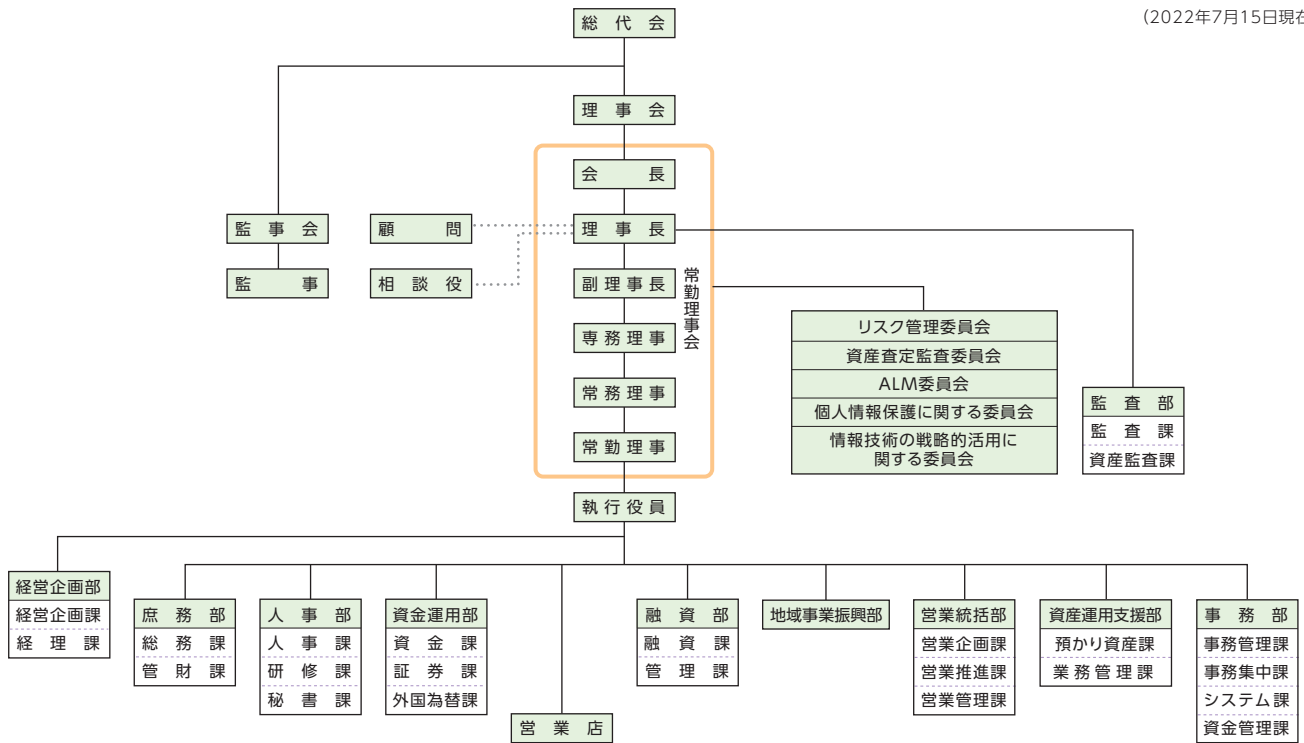 (2022年7月15日現在
総代会
理事会
会長
監事会
顧問
理事長
監事
相談役
副理事長
常勤理事会
専務理事
常務理事
常勤理事
リスク管理委員会
資産査定監査委員会
ALM委員会
個人情報保護に関する委員会
情報技術の戦略的活用に
関する委員会
監査部
監査課
資産監査課
執行役員
経営企画部
経営企画課
経理課
庶務部
総務課
管財課
人事部
人事課
研修課
秘書課
資金運用部
資金課
証券課
外国為替課
営業店
融資部
融資課
管理課
地域事業振興部
営業統括部
営業企画課
営業推進課
営業管理課
資産運用支援部
預かり資産課
業務管理課
事務部
事務管理課
事務集中課
システム課
資金管理課